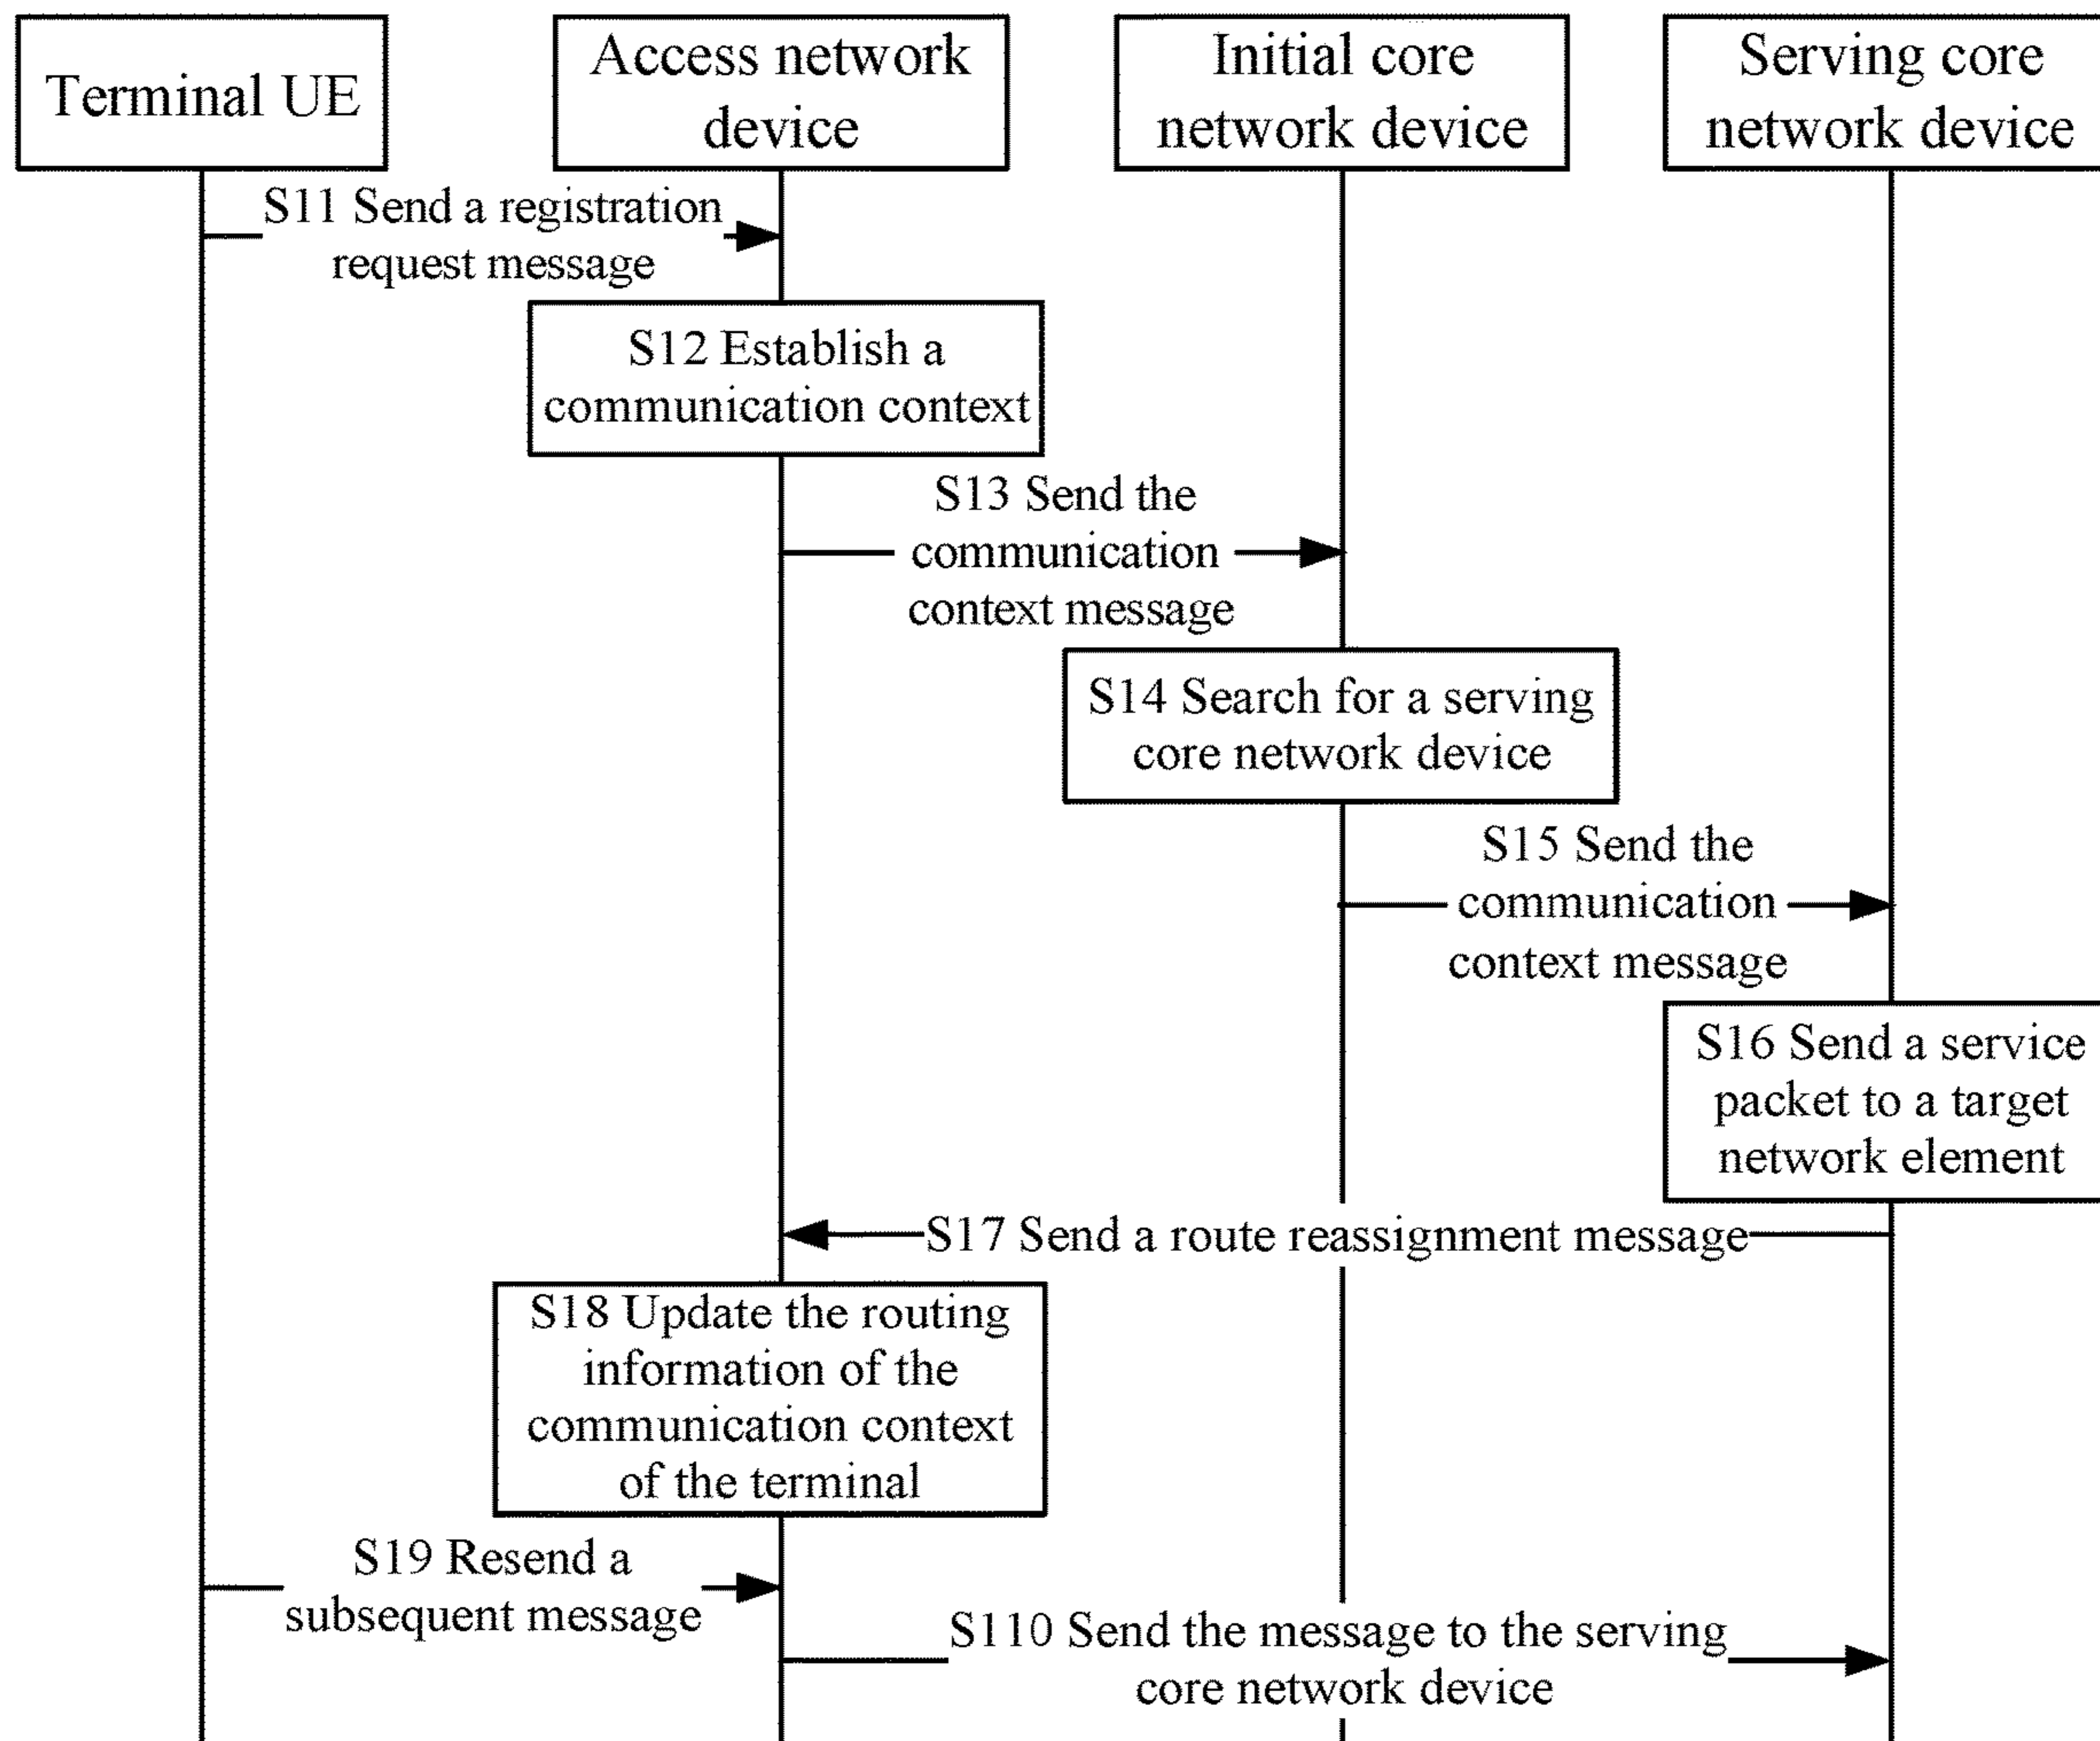 Terminal UE
Access network
device
Initial core
network device
Serving core
network device
S11 Send a registration
request message
S12 Establish a
communication context
S13 Send the
communication
context message
S14 Search for a serving
core network device
S15 Send the
communication
context message
S16 Send a service
packet to a target
network element
S17 Send a route reassignment message
S18 Update the routing
information of the
communication context
of the terminal
S19 Resend a
subsequent message
S110 Send the message to the serving
core network device